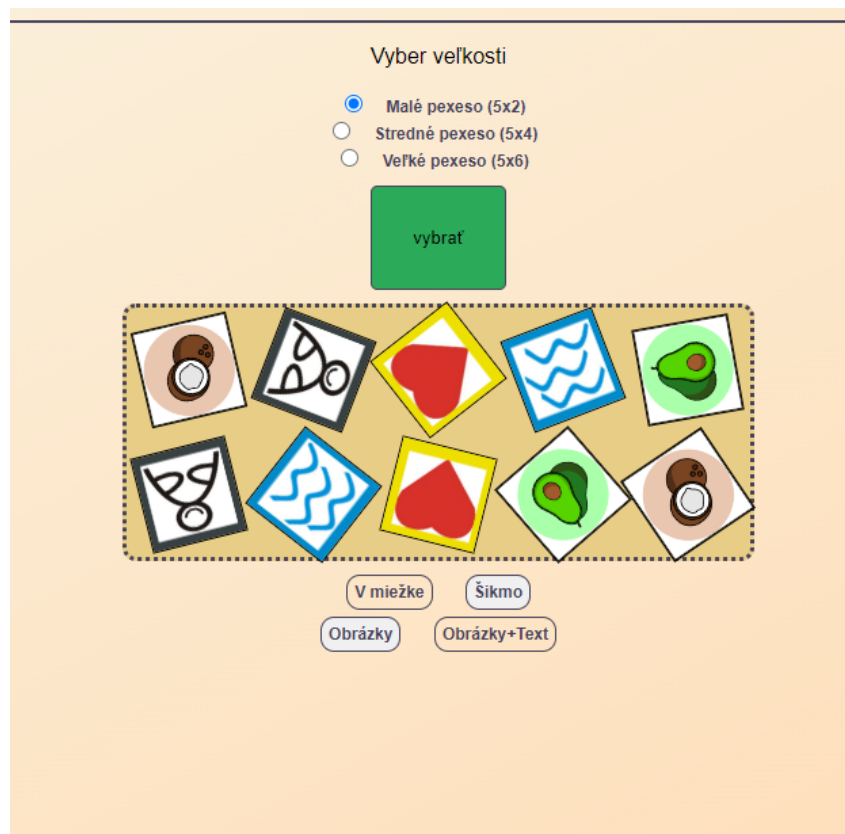 Vyber veľkosti
Malé pexeso (5x2)
Stredné pexeso (5x4)
Veľké pexeso (5x6)
vybrať
V miežke
Šikmo
Obrázky
Obrázky+Text